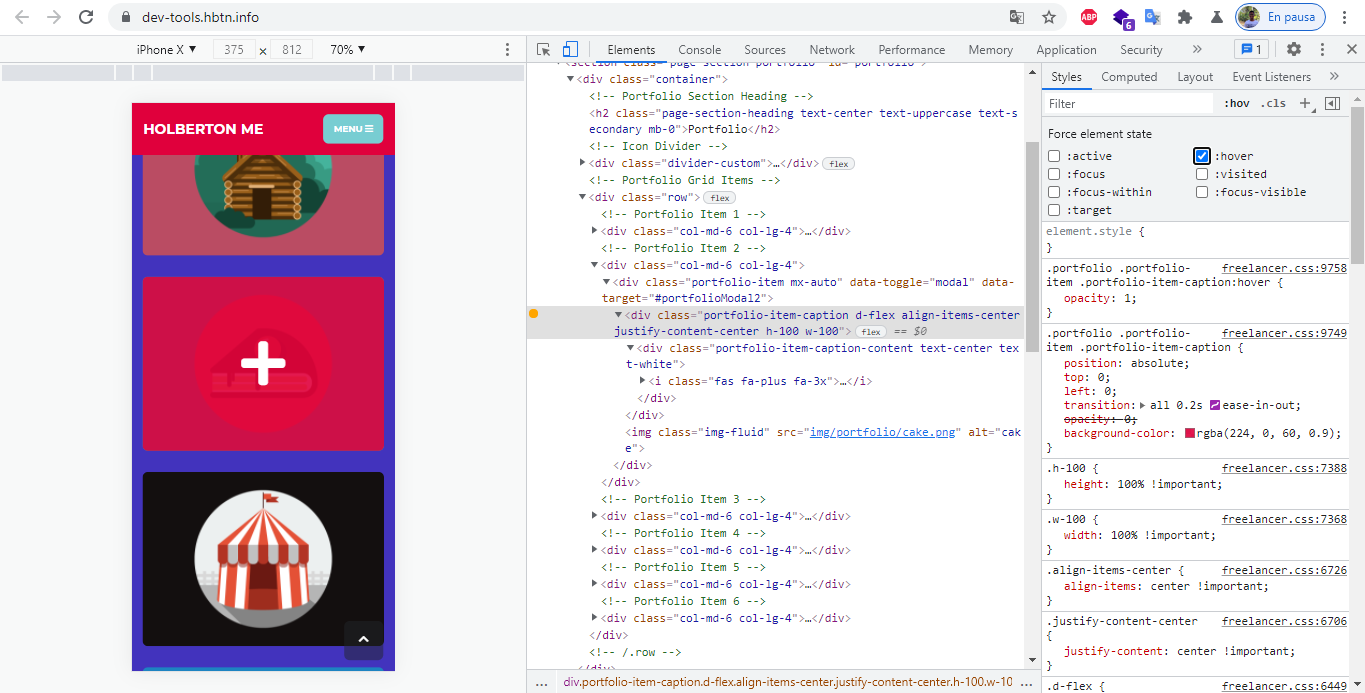 dev-tools.hbtn.info
ABP
6
En pausa
iPhone X ▼ 375 × 812 70% ▼
Elements Console Sources Network Performance Memory Application Security » 1
HOLBERTON ME
MENU
<div class="container">
<!-- Portfolio Section Heading -->
<h2 class="page-section-heading text-center text-uppercase text-s
econdary mb-0">Portfolio</h2>
<!-- Icon Divider -->
<div class="divider-custom">…</div> flex
<!-- Portfolio Grid Items -->
<div class="row"> flex
<!-- Portfolio Item 1 -->
<div class="col-md-6 col-lg-4">…</div>
<!-- Portfolio Item 2 -->
<div class="col-md-6 col-lg-4">
<div class="portfolio-item mx-auto" data-toggle="modal" data-
target="#portfolioModal2">
<div class="portfolio-item-caption d-flex align-items-center
justify-content-center h-100 w-100"> flex == $0
<div class="portfolio-item-caption-content text-center tex
t-white">
<i class="fas fa-plus fa-3x">…</i>
</div>
</div>
<img class="img-fluid" src="img/portfolio/cake.png" alt="cak
e">
</div>
</div>
<!-- Portfolio Item 3 -->
<div class="col-md-6 col-lg-4">…</div>
<!-- Portfolio Item 4 -->
<div class="col-md-6 col-lg-4">…</div>
<!-- Portfolio Item 5 -->
<div class="col-md-6 col-lg-4">…</div>
<!-- Portfolio Item 6 -->
<div class="col-md-6 col-lg-4">…</div>
</div>
<!-- /.row -->
</div>
… div.portfolio-item-caption.d-flex.align-items-center.justify-content-center.h-100.w-10 …
Styles Computed Layout Event Listeners »
Filter :hov .cls +
Force element state
:active :hover
:focus :visited
:focus-within :focus-visible
:target
element.style {
}
.portfolio .portfolio- freelancer.css:9758
item .portfolio-item-caption:hover {
opacity: 1;
}
.portfolio .portfolio- freelancer.css:9749
item .portfolio-item-caption {
position: absolute;
top: 0;
left: 0;
transition: all 0.2s ease-in-out;
opacity: 0;
background-color: rgba(224, 0, 60, 0.9);
}
.h-100 { freelancer.css:7388
height: 100% !important;
}
.w-100 { freelancer.css:7368
width: 100% !important;
}
.align-items-center { freelancer.css:6726
align-items: center !important;
}
.justify-content-center freelancer.css:6706
{
justify-content: center !important;
}
.d-flex { freelancer.css:6449